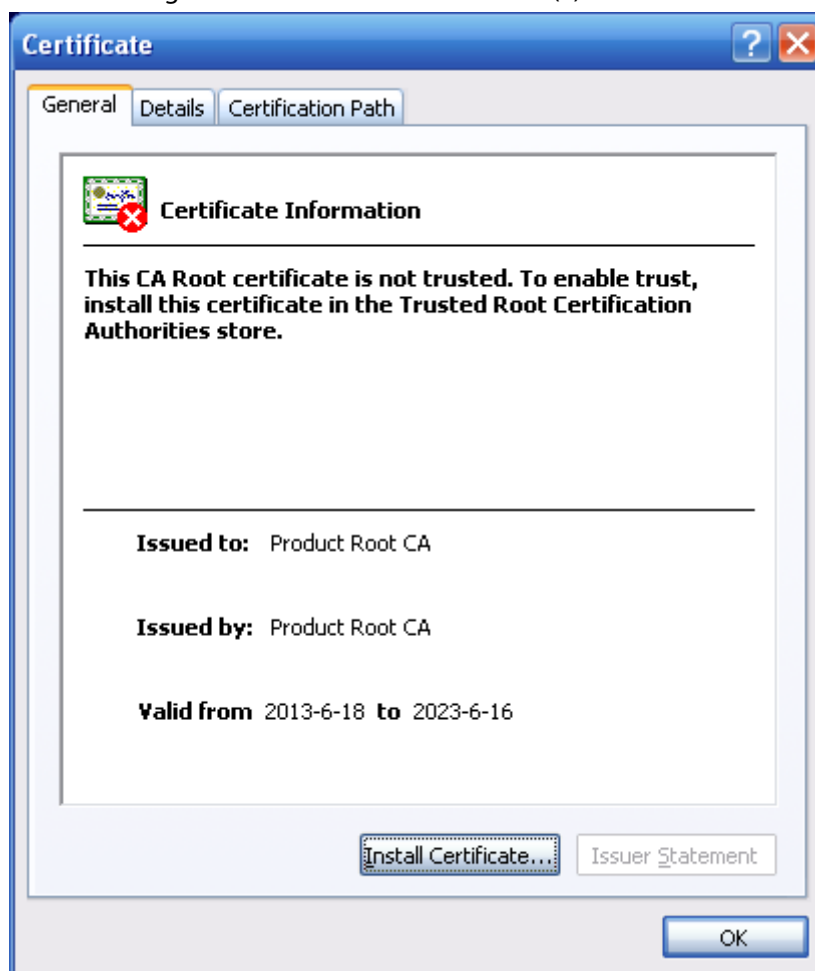 Certificate
General Details Certification Path
Certificate Information
This CA Root certificate is not trusted. To enable trust,
install this certificate in the Trusted Root Certification
Authorities store.
Issued to: Product Root CA
Issued by: Product Root CA
Valid from 2013-6-18 to 2023-6-16
Install Certificate... Issuer Statement
OK